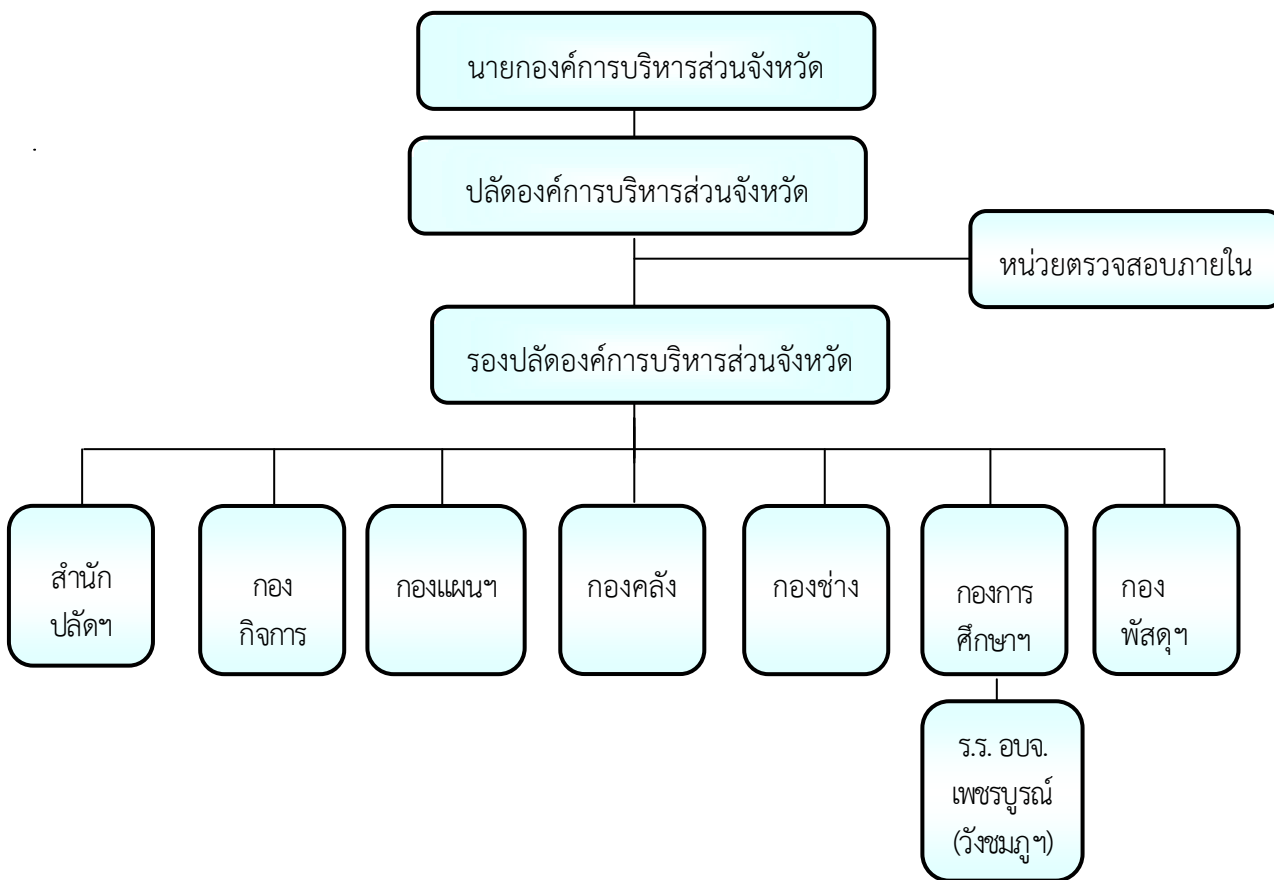 นายกองค์การบริหารส่วนจังหวัด
ปลัดองค์การบริหารส่วนจังหวัด
หน่วยตรวจสอบภายใน
รองปลัดองค์การบริหารส่วนจังหวัด
สำนัก
ปลัดฯ
กอง
กิจการ
กองแผนฯ
กองคลัง
กองช่าง
กองการ
ศึกษาฯ
กอง
พัสดุฯ
ร.ร. อบจ.
เพชรบูรณ์
(วังชมภูฯ)